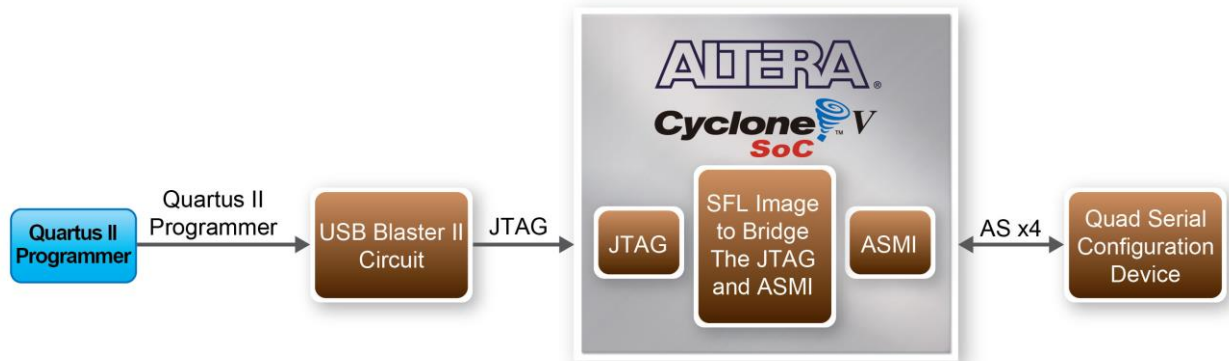 Quartus II
Programmer
Quartus II
Programmer
USB Blaster II
Circuit
JTAG
ALTERA®
Cyclone™ V
SoC
JTAG
SFL Image
to Bridge
The JTAG
and ASMI
ASMI
AS x4
Quad Serial
Configuration
Device